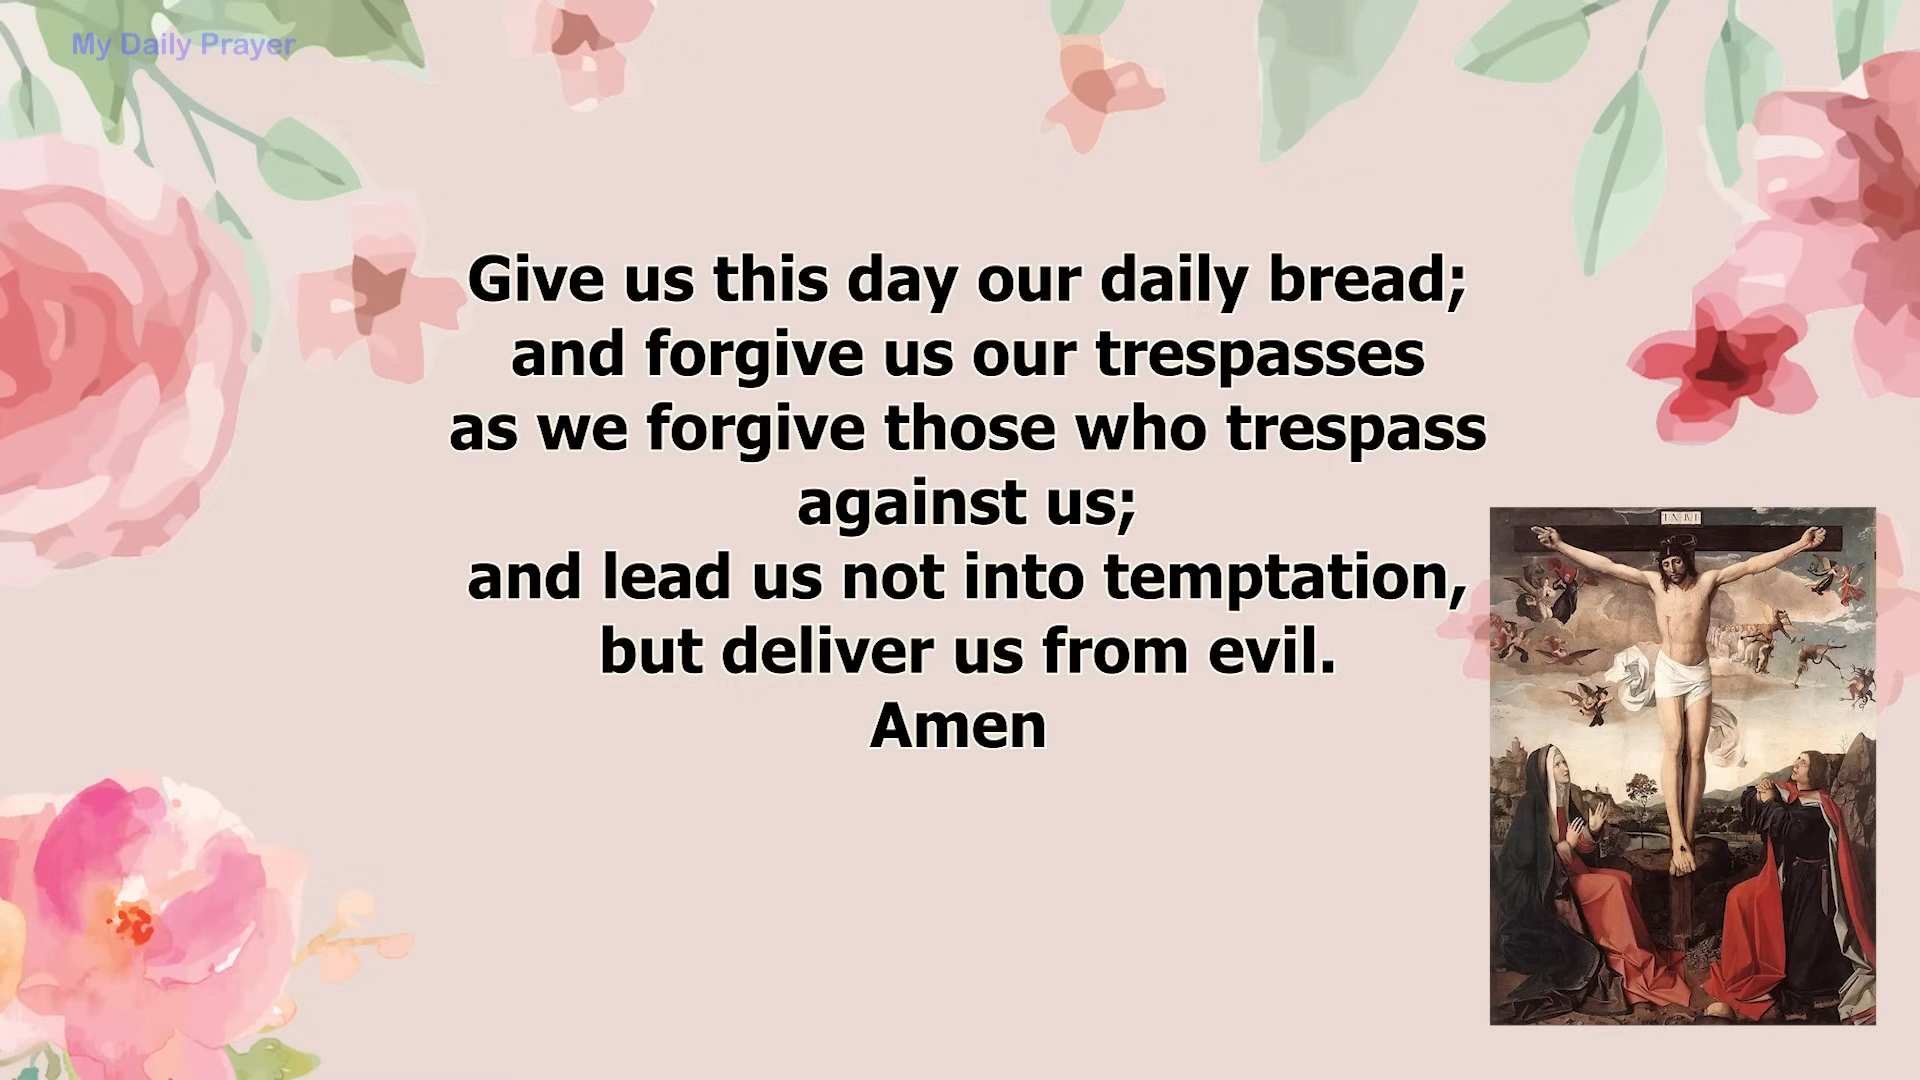 My Daily Prayer
Give us this day our daily bread;
and forgive us our trespasses
as we forgive those who trespass
against us;
and lead us not into temptation,
but deliver us from evil.
Amen
INRI